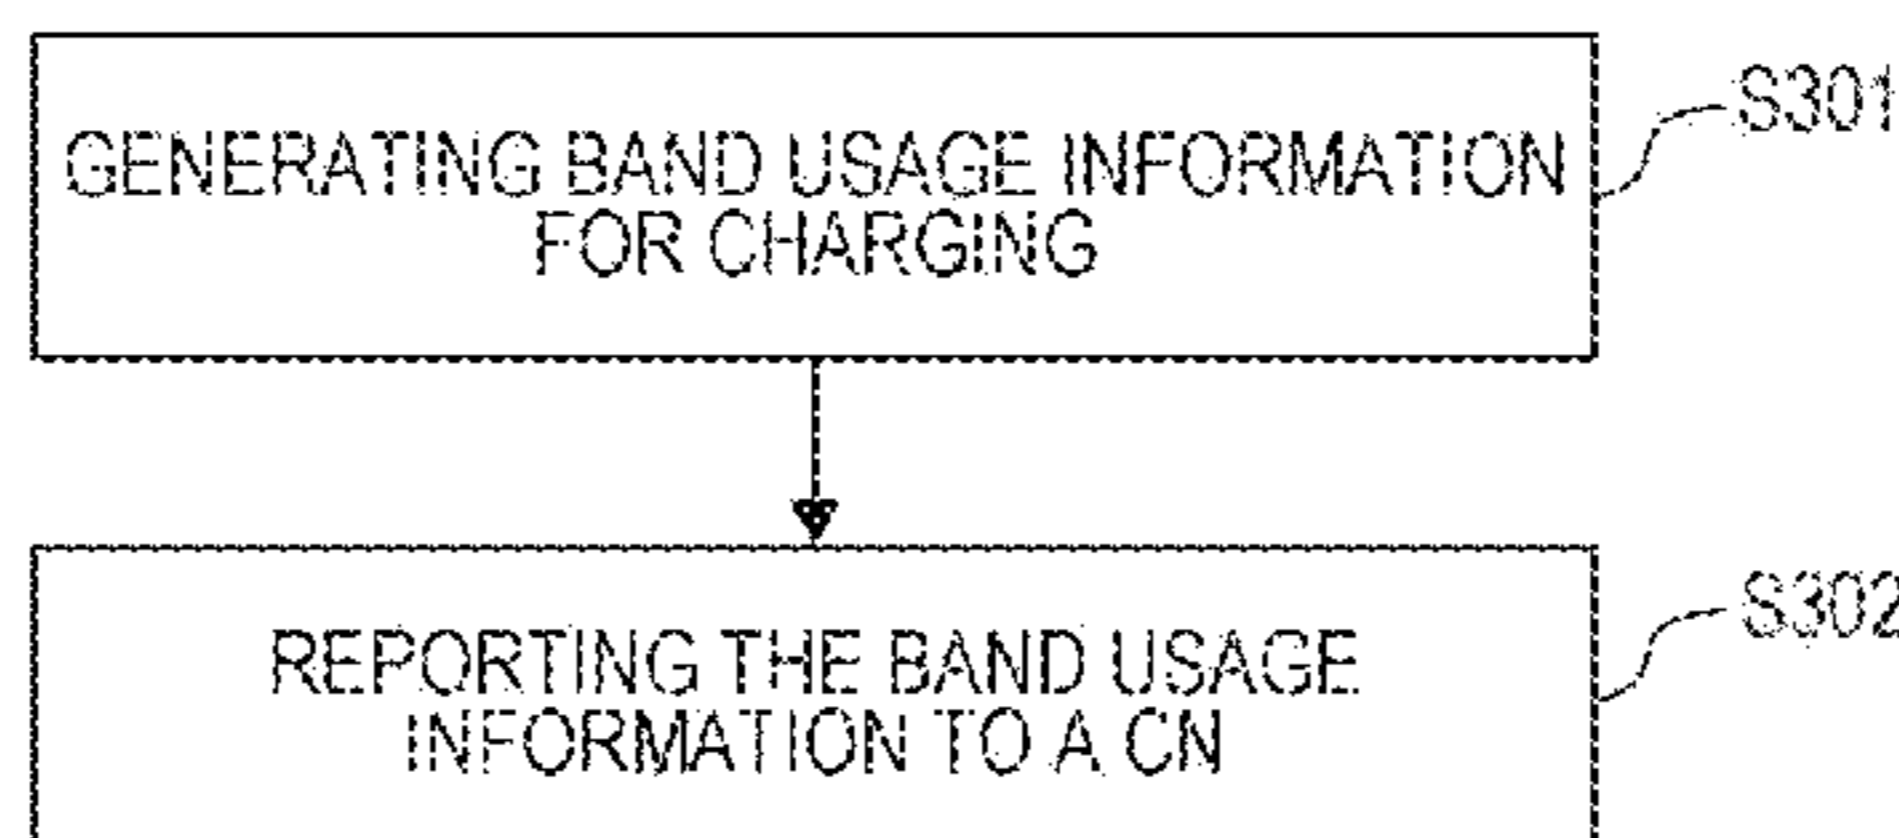 GENERATING BAND USAGE INFORMATION
FOR CHARGING
S301
REPORTING THE BAND USAGE
INFORMATION TO A CN
S302